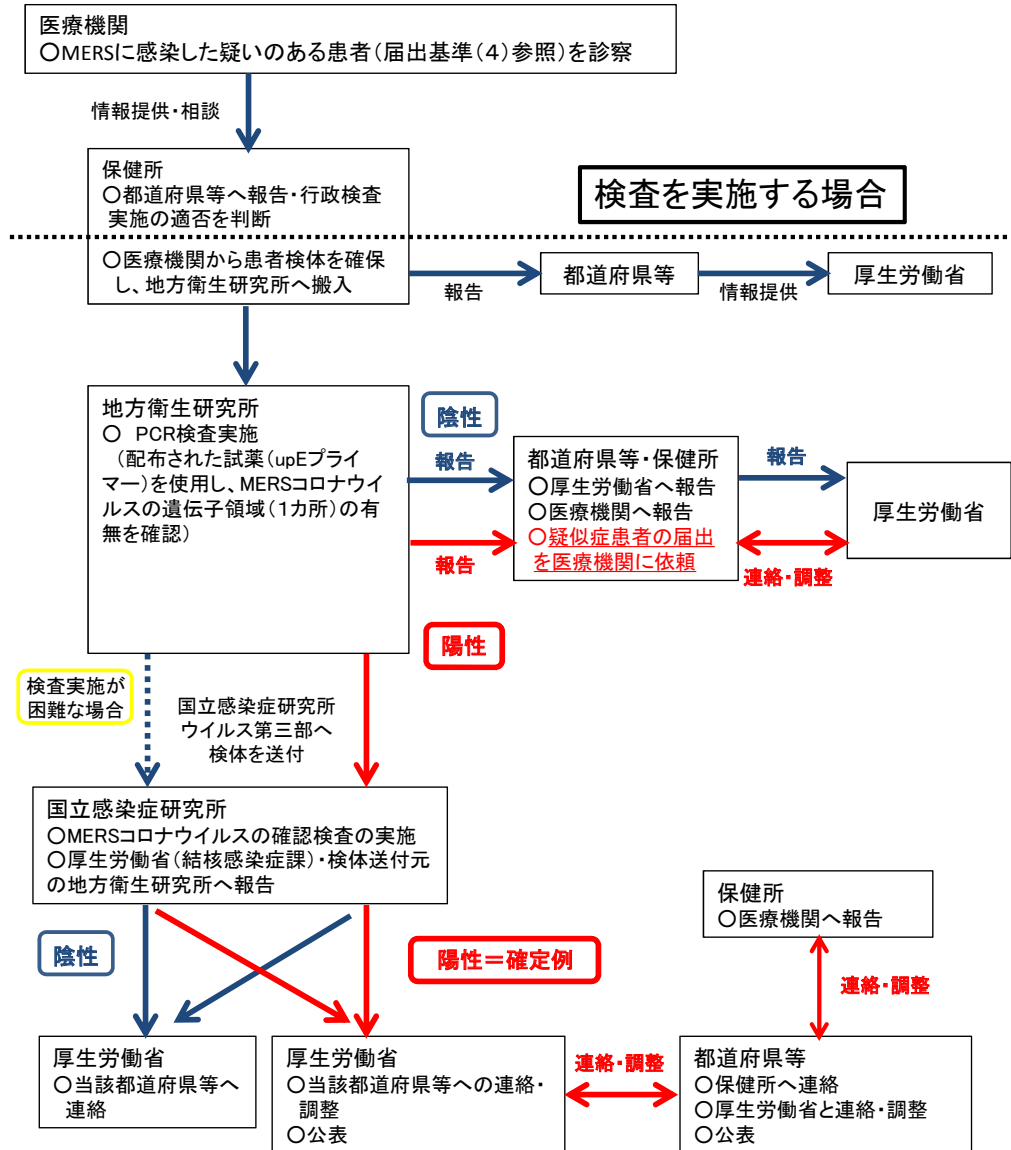 医療機関
○MERSに感染した疑いのある患者(届出基準(4)参照)を診察
情報提供・相談
保健所
○都道府県等へ報告・行政検査
実施の適否を判断
検査を実施する場合
○医療機関から患者検体を確保
し、地方衛生研究所へ搬入
報告
都道府県等
情報提供
厚生労働省
地方衛生研究所
○ PCR検査実施
(配布された試薬(upEプライ
マー)を使用し、MERSコロナウイ
ルスの遺伝子領域(1カ所)の有
無を確認)
陰性
報告
報告
都道府県等・保健所
○厚生労働省へ報告
○医療機関へ報告
○疑似症患者の届出
を医療機関に依頼
報告
連絡・調整
厚生労働省
陽性
検査実施が
困難な場合
国立感染症研究所
ウイルス第三部へ
検体を送付
国立感染症研究所
○MERSコロナウイルスの確認検査の実施
○厚生労働省(結核感染症課)・検体送付元
の地方衛生研究所へ報告
陰性
陽性=確定例
保健所
○医療機関へ報告
連絡・調整
厚生労働省
○当該都道府県等へ
連絡
厚生労働省
○当該都道府県等への連絡・
調整
○公表
連絡・調整
都道府県等
○保健所へ連絡
○厚生労働省と連絡・調整
○公表